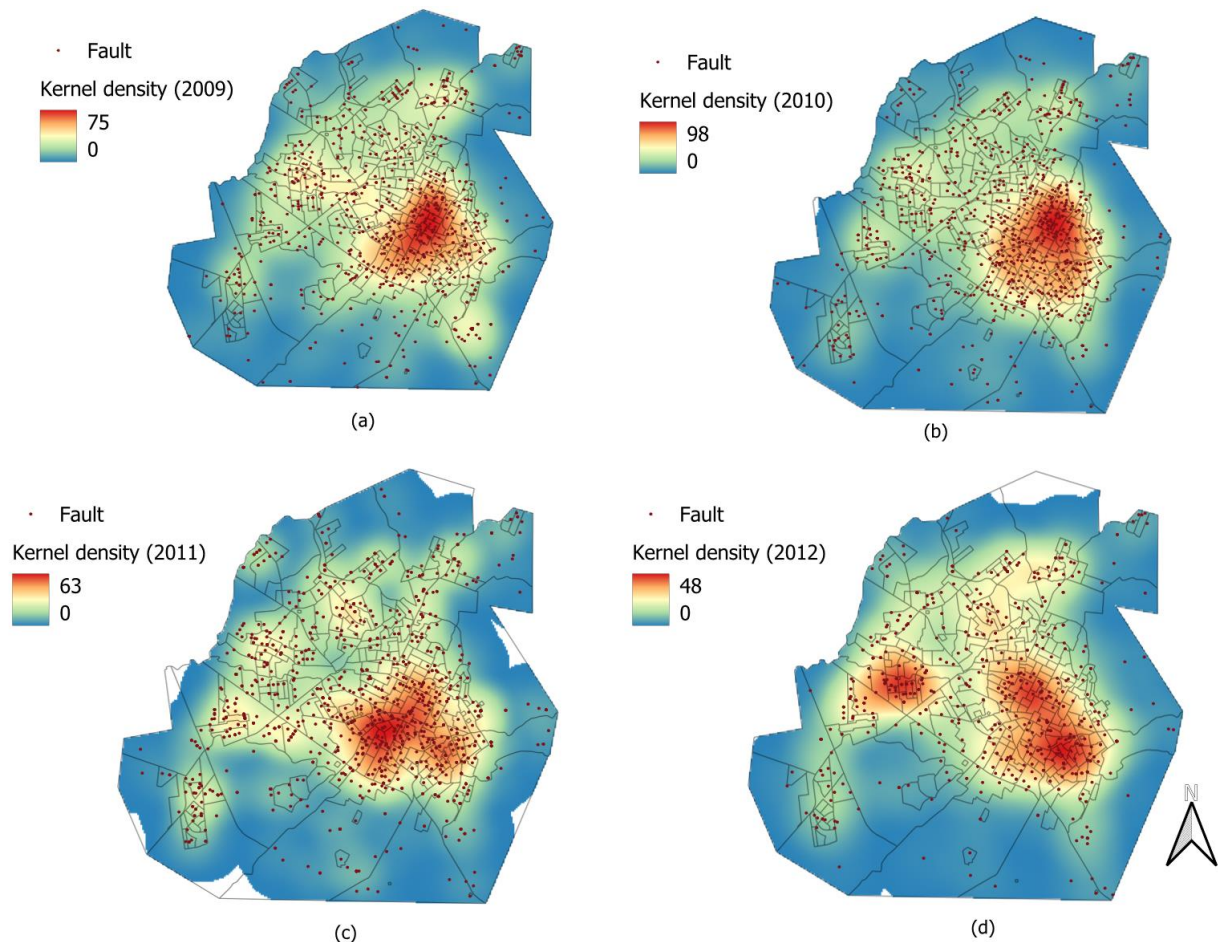 Fault
Kernel density (2009)
75
0
(a)
Fault
Kernel density (2010)
98
0
(b)
Fault
Kernel density (2011)
63
0
(c)
Fault
Kernel density (2012)
48
0
N
(d)